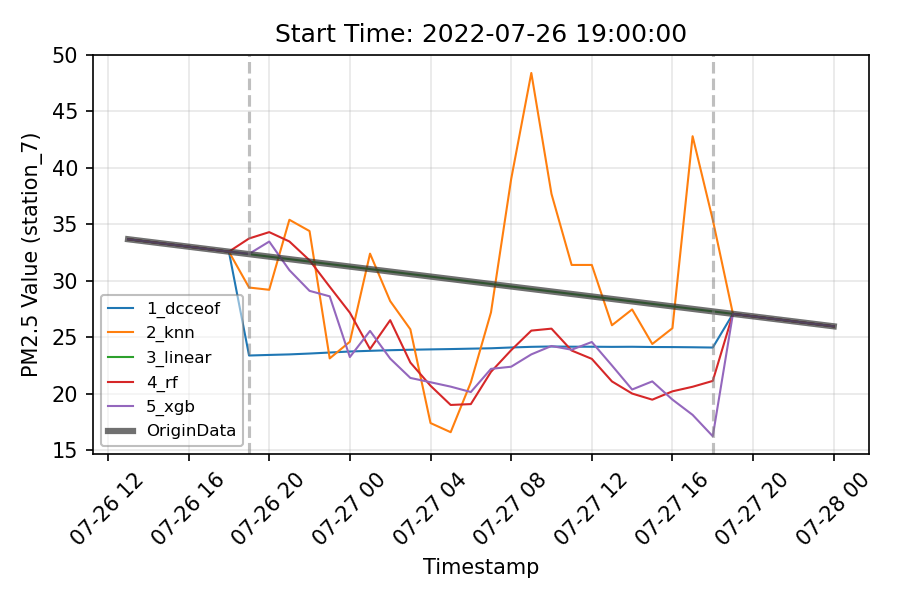 Start Time: 2022-07-26 19:00:00
PM2.5 Value (station_7)
50
45
40
35
30
25
20
15
1_dcceof
2_knn
3_linear
4_rf
5_xgb
OriginData
07-26 12
07-26 16
07-26 20
07-27 00
07-27 04
07-27 08
07-27 12
07-27 16
07-27 20
07-28 00
Timestamp